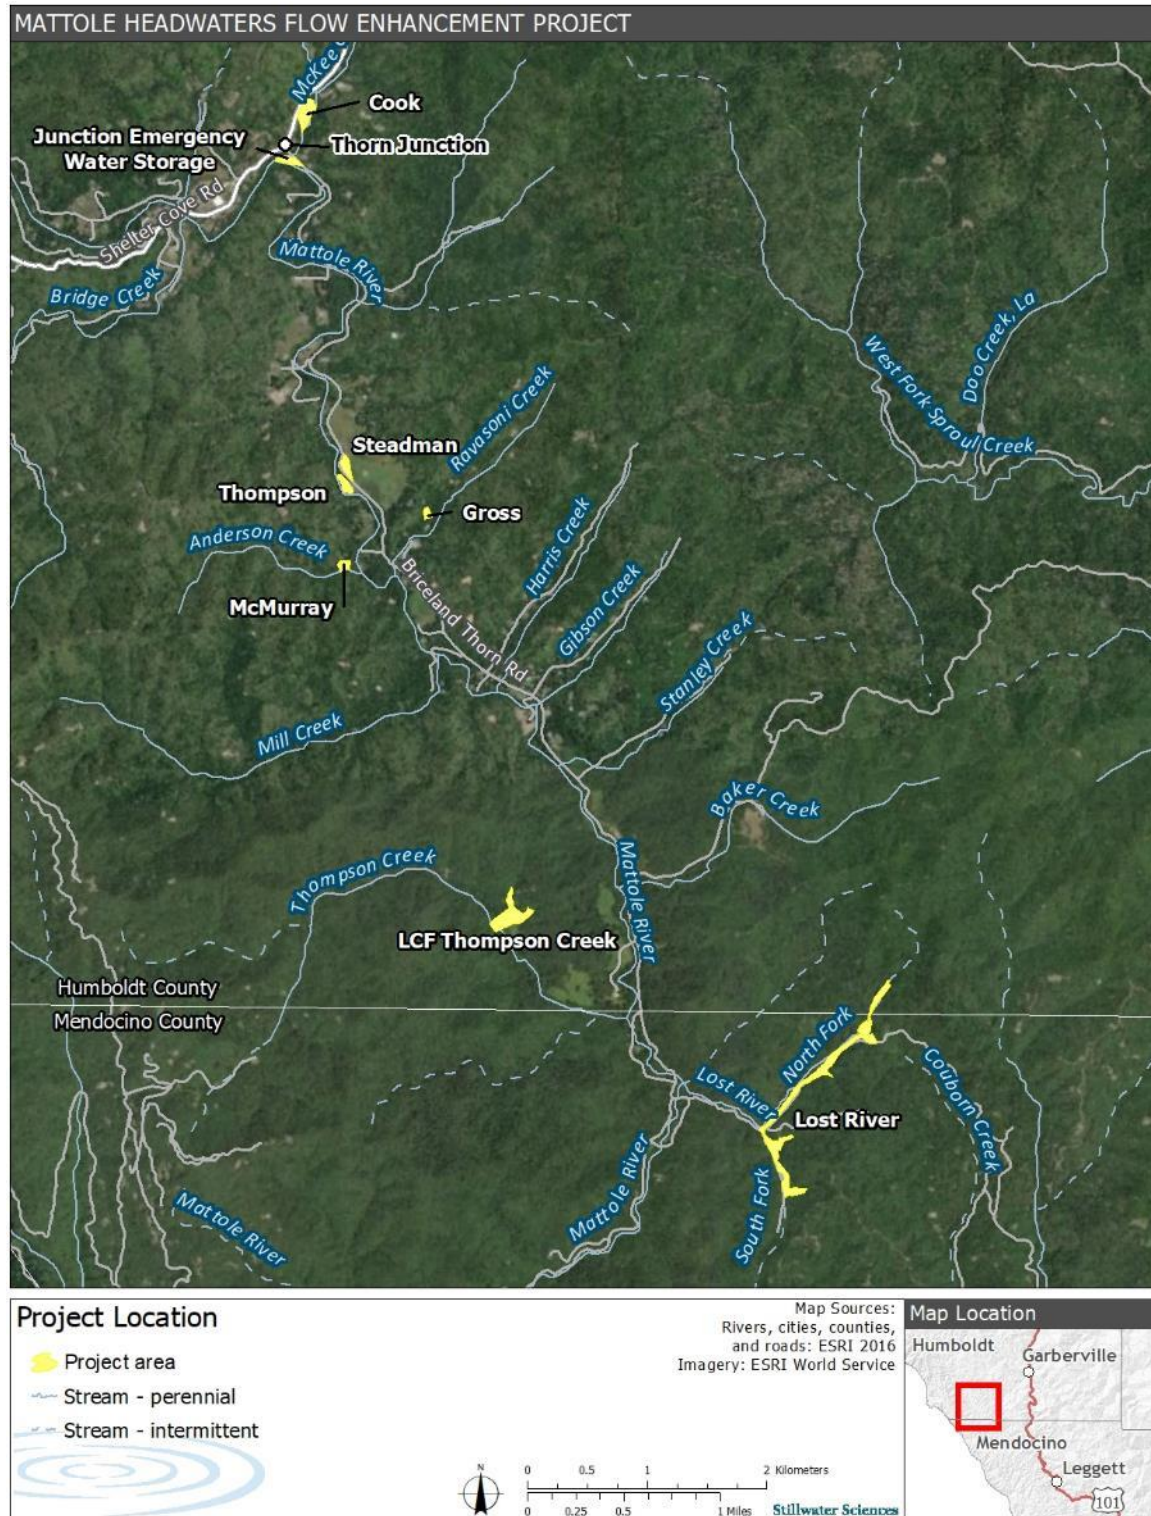 MATTOLE HEADWATERS FLOW ENHANCEMENT PROJECT
McKee
Cook
Junction Emergency
Water Storage
Thorn Junction
Shelter Cove Rd
Mattole River
Bridge Creek
Doo Creek, La
West Fork Sproul Creek
Ravasoni Creek
Steadman
Thompson
Gross
Anderson Creek
Harris Creek
McMurray
Briceland Thorn Rd
Gibson Creek
Stanley Creek
Mill Creek
Baker Creek
Thompson Creek
Mattole River
LCF Thompson Creek
Humboldt County
Mendocino County
North Fork
Lost River
Couborn Creek
Lost River
Mattole River
South Fork
Mattole River
Project Location
Project area
Stream - perennial
Stream - intermittent
Map Sources:
Rivers, cities, counties,
and roads: ESRI 2016
Imagery: ESRI World Service
N
0 0.5 1 2 Kilometers
0 0.25 0.5 1 Miles
Stillwater Sciences
Map Location
Humboldt
Garberville
Mendocino
Leggett
101